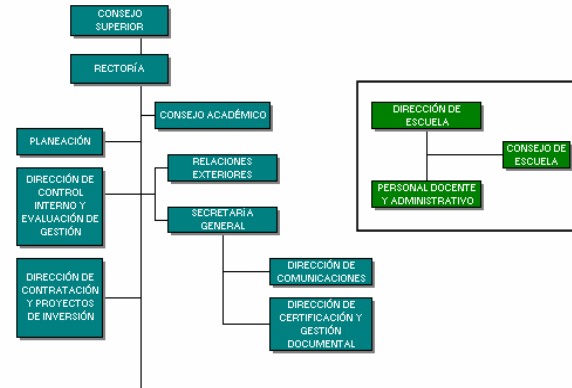 CONSEJO
SUPERIOR
RECTORÍA
CONSEJO ACADÉMICO
PLANEACIÓN
RELACIONES
EXTERIORES
DIRECCIÓN DE
CONTROL
INTERNO Y
EVALUACIÓN DE
GESTIÓN
SECRETARÍA
GENERAL
DIRECCIÓN DE
CONTRATACIÓN
Y PROYECTOS
DE INVERSIÓN
DIRECCIÓN DE
COMUNICACIONES
DIRECCIÓN DE
CERTIFICACIÓN Y
GESTIÓN
DOCUMENTAL
DIRECCIÓN DE
ESCUELA
CONSEJO DE
ESCUELA
PERSONAL DOCENTE
Y ADMINISTRATIVO